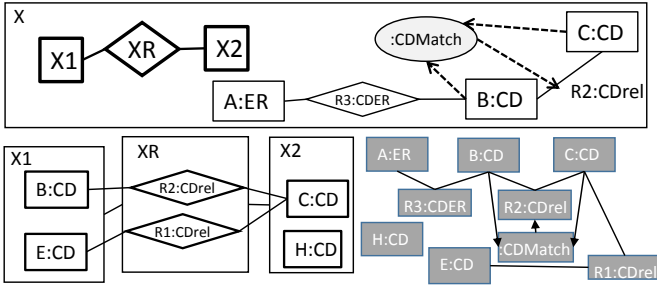 X
X1
XR
X2
:CDMatch
C:CD
A:ER
R3:CDER
B:CD
R2:CDrel
X1
B:CD
E:CD
XR
R2:CDrel
R1:CDrel
X2
C:CD
H:CD
A:ER
B:CD
C:CD
R3:CDER
R2:CDrel
H:CD
:CDMatch
E:CD
R1:CDrel